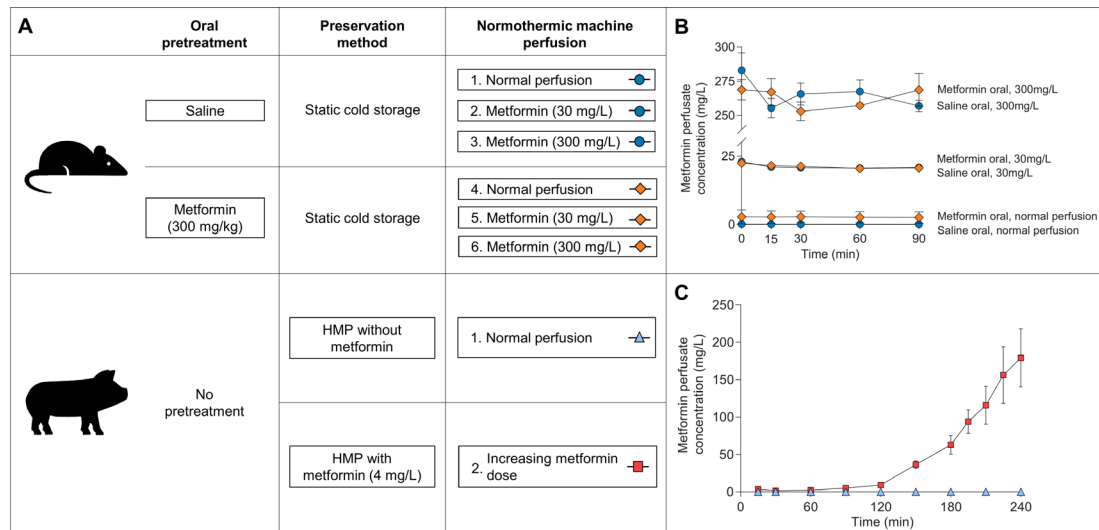 A
Oral
pretreatment
Preservation
method
Normothermic machine
perfusion
Saline
Static cold storage
1. Normal perfusion
2. Metformin (30 mg/L)
3. Metformin (300 mg/L)
Metformin
(300 mg/kg)
Static cold storage
4. Normal perfusion
5. Metformin (30 mg/L)
6. Metformin (300 mg/L)
No
pretreatment
HMP without
metformin
1. Normal perfusion
HMP with
metformin (4 mg/L)
2. Increasing metformin
dose
B
Metformin perfusate
concentration (mg/L)
300
275
250
25
0
0 15 30 60 90
Time (min)
Metformin oral, 300mg/L
Saline oral, 300mg/L
Metformin oral, 30mg/L
Saline oral, 30mg/L
Metformin oral, normal perfusion
Saline oral, normal perfusion
C
Metformin perfusate
concentration (mg/L)
250
200
150
100
50
0
0 60 120 180 240
Time (min)